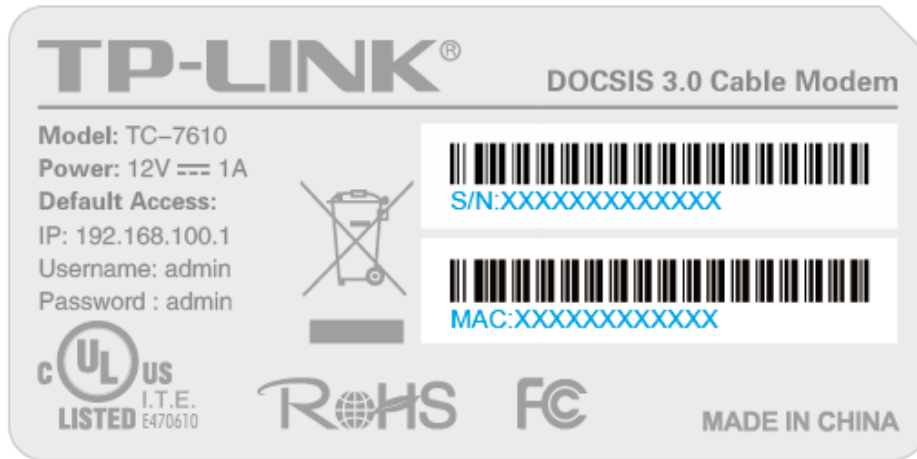 TP-LINK®
DOCSIS 3.0 Cable Modem
Model: TC-7610
Power: 12V ⎓ 1A
Default Access:
IP: 192.168.100.1
Username: admin
Password : admin
S/N:XXXXXXXXXXXXX
MAC:XXXXXXXXXXXX
C UL US
LISTED I.T.E.
E470610
RoHS
FC
MADE IN CHINA